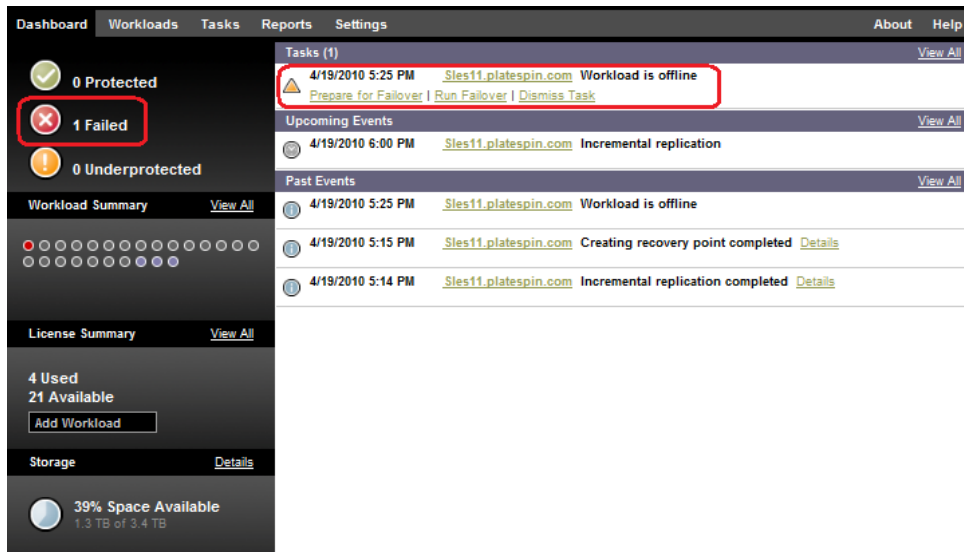 Dashboard Workloads Tasks Reports Settings About Help
0 Protected
1 Failed
0 Underprotected
Workload Summary View All
License Summary View All
4 Used
21 Available
Add Workload
Storage Details
39% Space Available
1.3 TB of 3.4 TB
Tasks (1) View All
4/19/2010 5:25 PM Sles11.platespin.com Workload is offline
Prepare for Failover | Run Failover | Dismiss Task
Upcoming Events View All
4/19/2010 6:00 PM Sles11.platespin.com Incremental replication
Past Events View All
4/19/2010 5:25 PM Sles11.platespin.com Workload is offline
4/19/2010 5:15 PM Sles11.platespin.com Creating recovery point completed Details
4/19/2010 5:14 PM Sles11.platespin.com Incremental replication completed Details